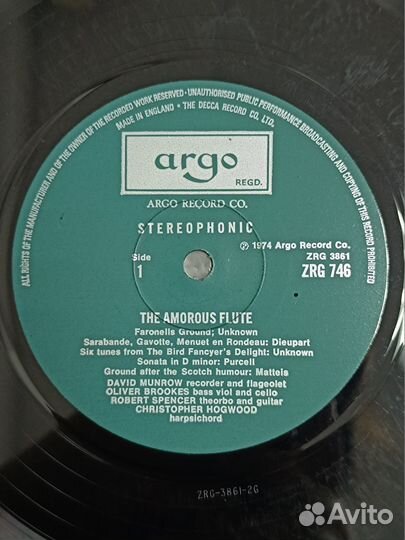 ALL RIGHTS OF THE MANUFACTURER AND OF THE OWNER OF THE RECORDED WORK RESERVED · UNAUTHORISED PUBLIC PERFORMANCE BROADCASTING AND COPYING OF THIS RECORD PROHIBITED
MADE IN ENGLAND · THE DECCA RECORD CO. LTD.
argo
REGD.
ARGO RECORD CO.
STEREOPHONIC
Side
1
Ⓟ 1974 Argo Record Co.
ZRG 3861
ZRG 746
THE AMOROUS FLUTE
Faronells Ground; Unknown
Sarabande, Gavotte, Menuet en Rondeau: Dieupart
Six tunes from The Bird Fancyer's Delight: Unknown
Sonata in D minor: Purcell
Ground after the Scotch humour: Matteis
DAVID MUNROW recorder and flageolet
OLIVER BROOKES bass viol and cello
ROBERT SPENCER theorbo and guitar
CHRISTOPHER HOGWOOD
harpsichord
ZRG-3861-2G
Avito